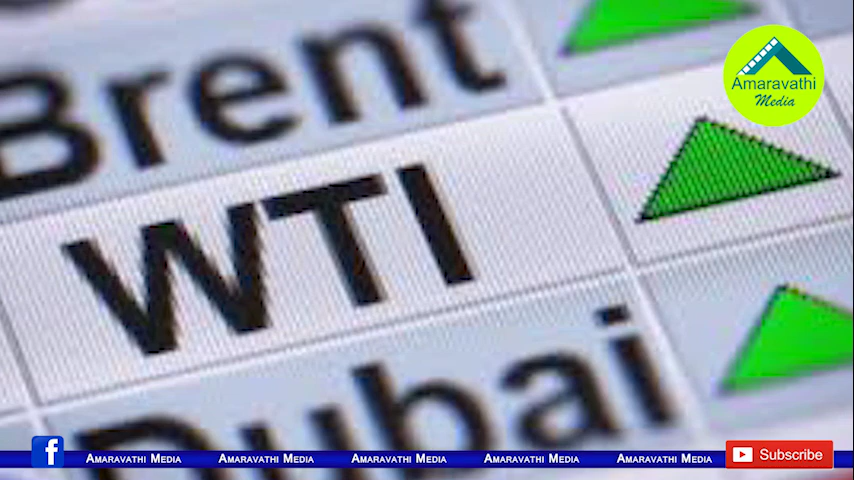 Brent
WTI
Dubai
Amaravathi
Media
f
Amaravathi Media Amaravathi Media Amaravathi Media Amaravathi Media Amaravathi Media
Subscribe